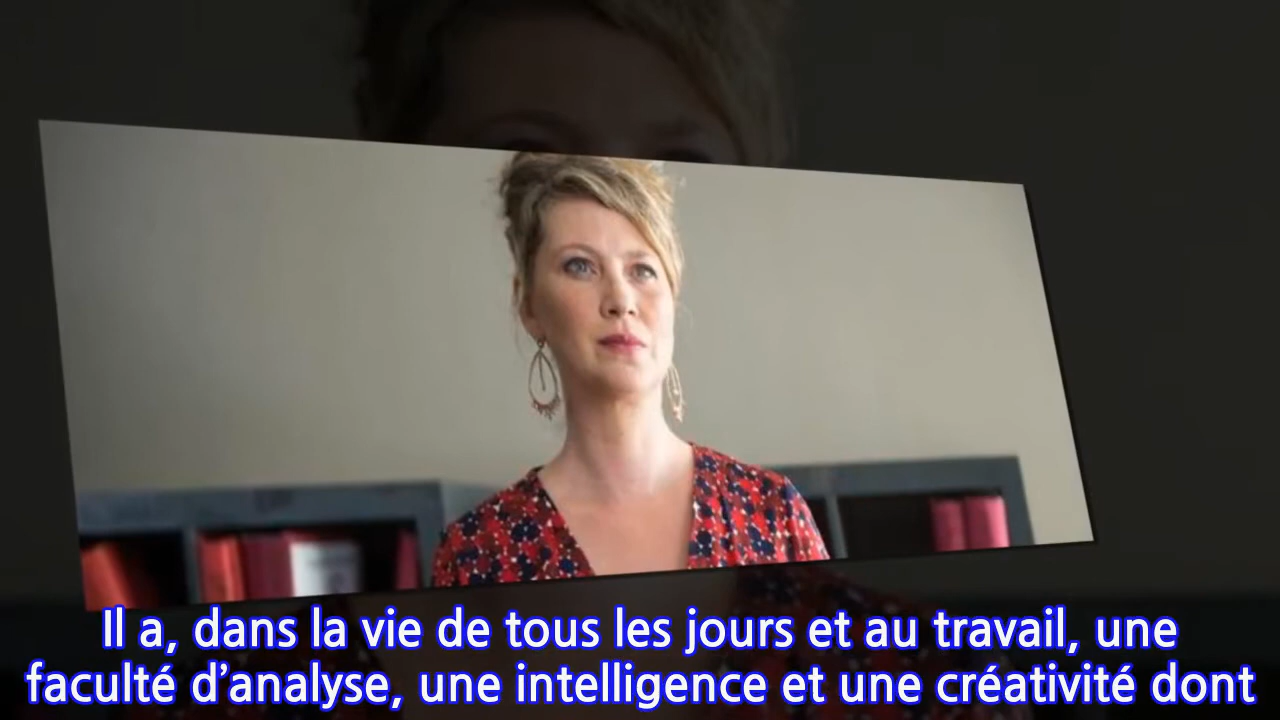 Il a, dans la vie de tous les jours et au travail, une
faculté d’analyse, une intelligence et une créativité dont